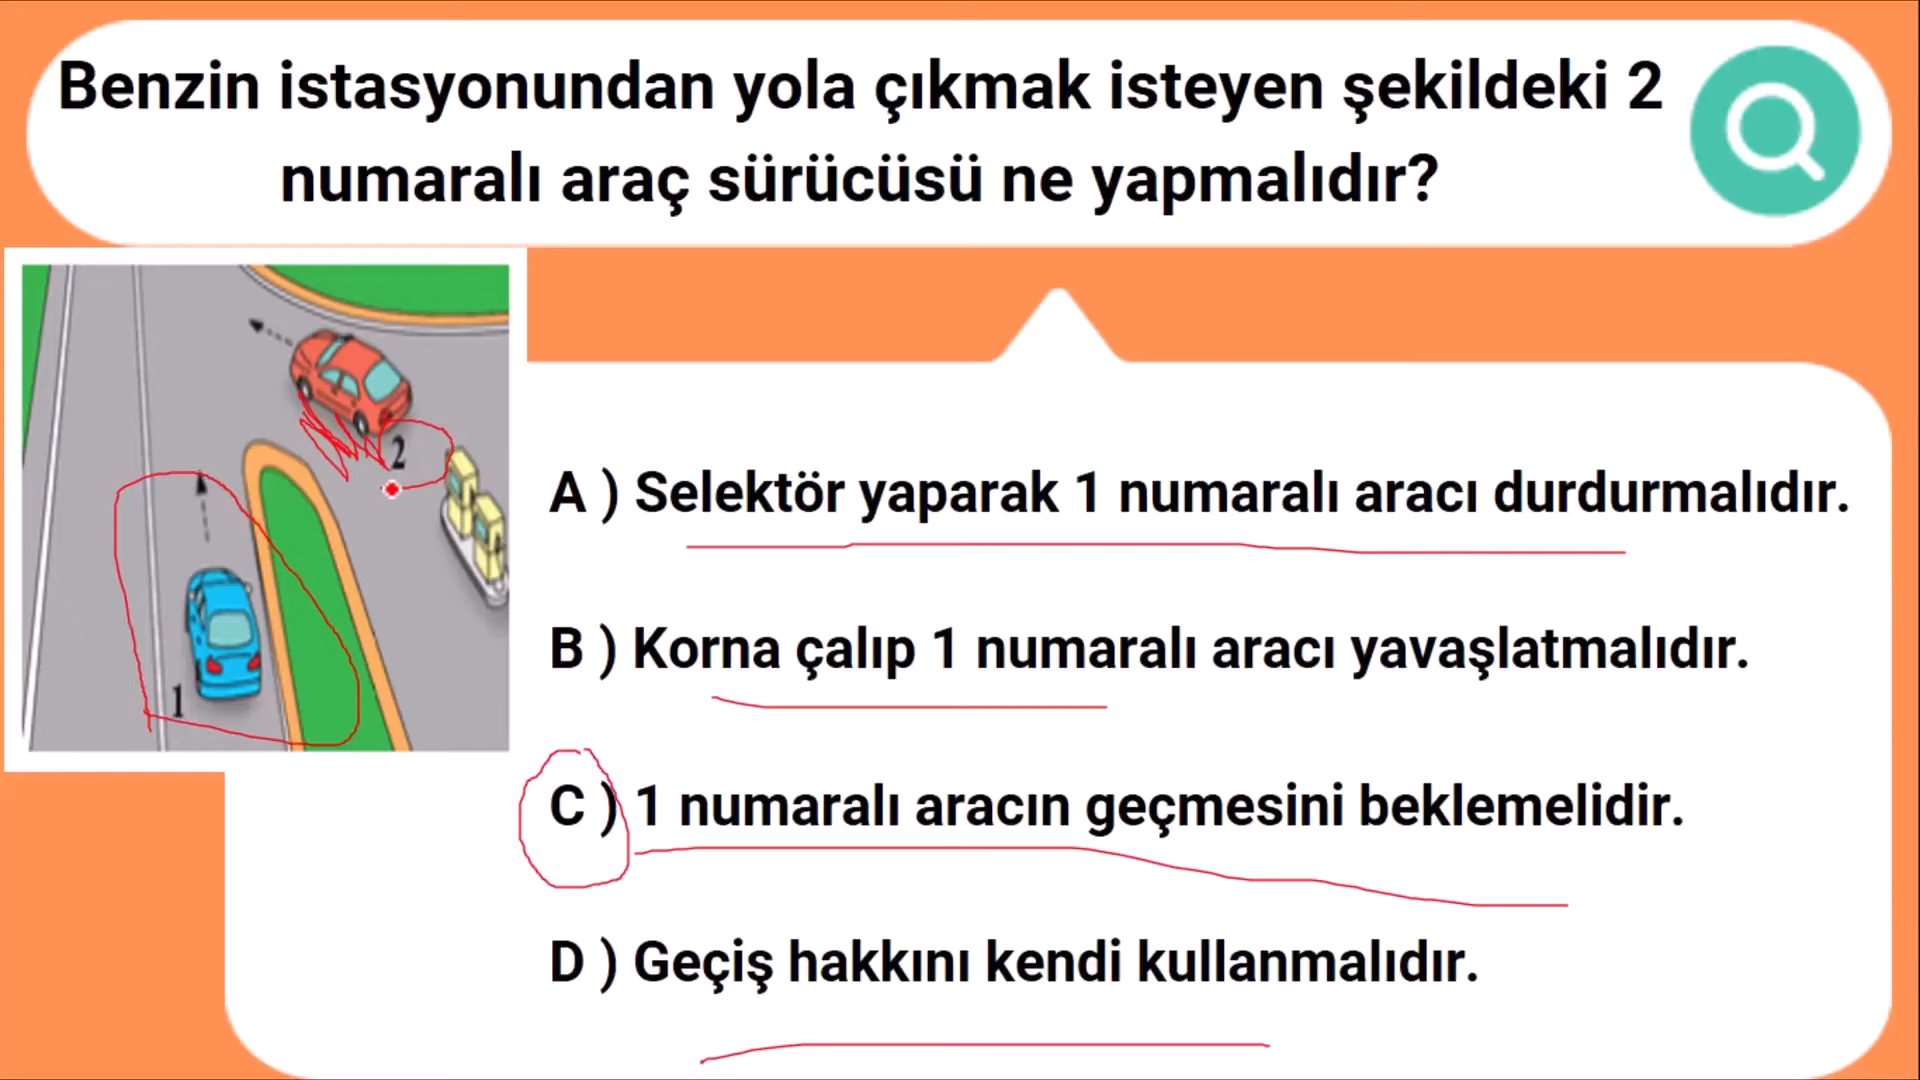 Benzin istasyonundan yola çıkmak isteyen şekildeki 2
numaralı araç sürücüsü ne yapmalıdır?
2
1
A ) Selektör yaparak 1 numaralı aracı durdurmalıdır.
B ) Korna çalıp 1 numaralı aracı yavaşlatmalıdır.
C ) 1 numaralı aracın geçmesini beklemelidir.
D ) Geçiş hakkını kendi kullanmalıdır.